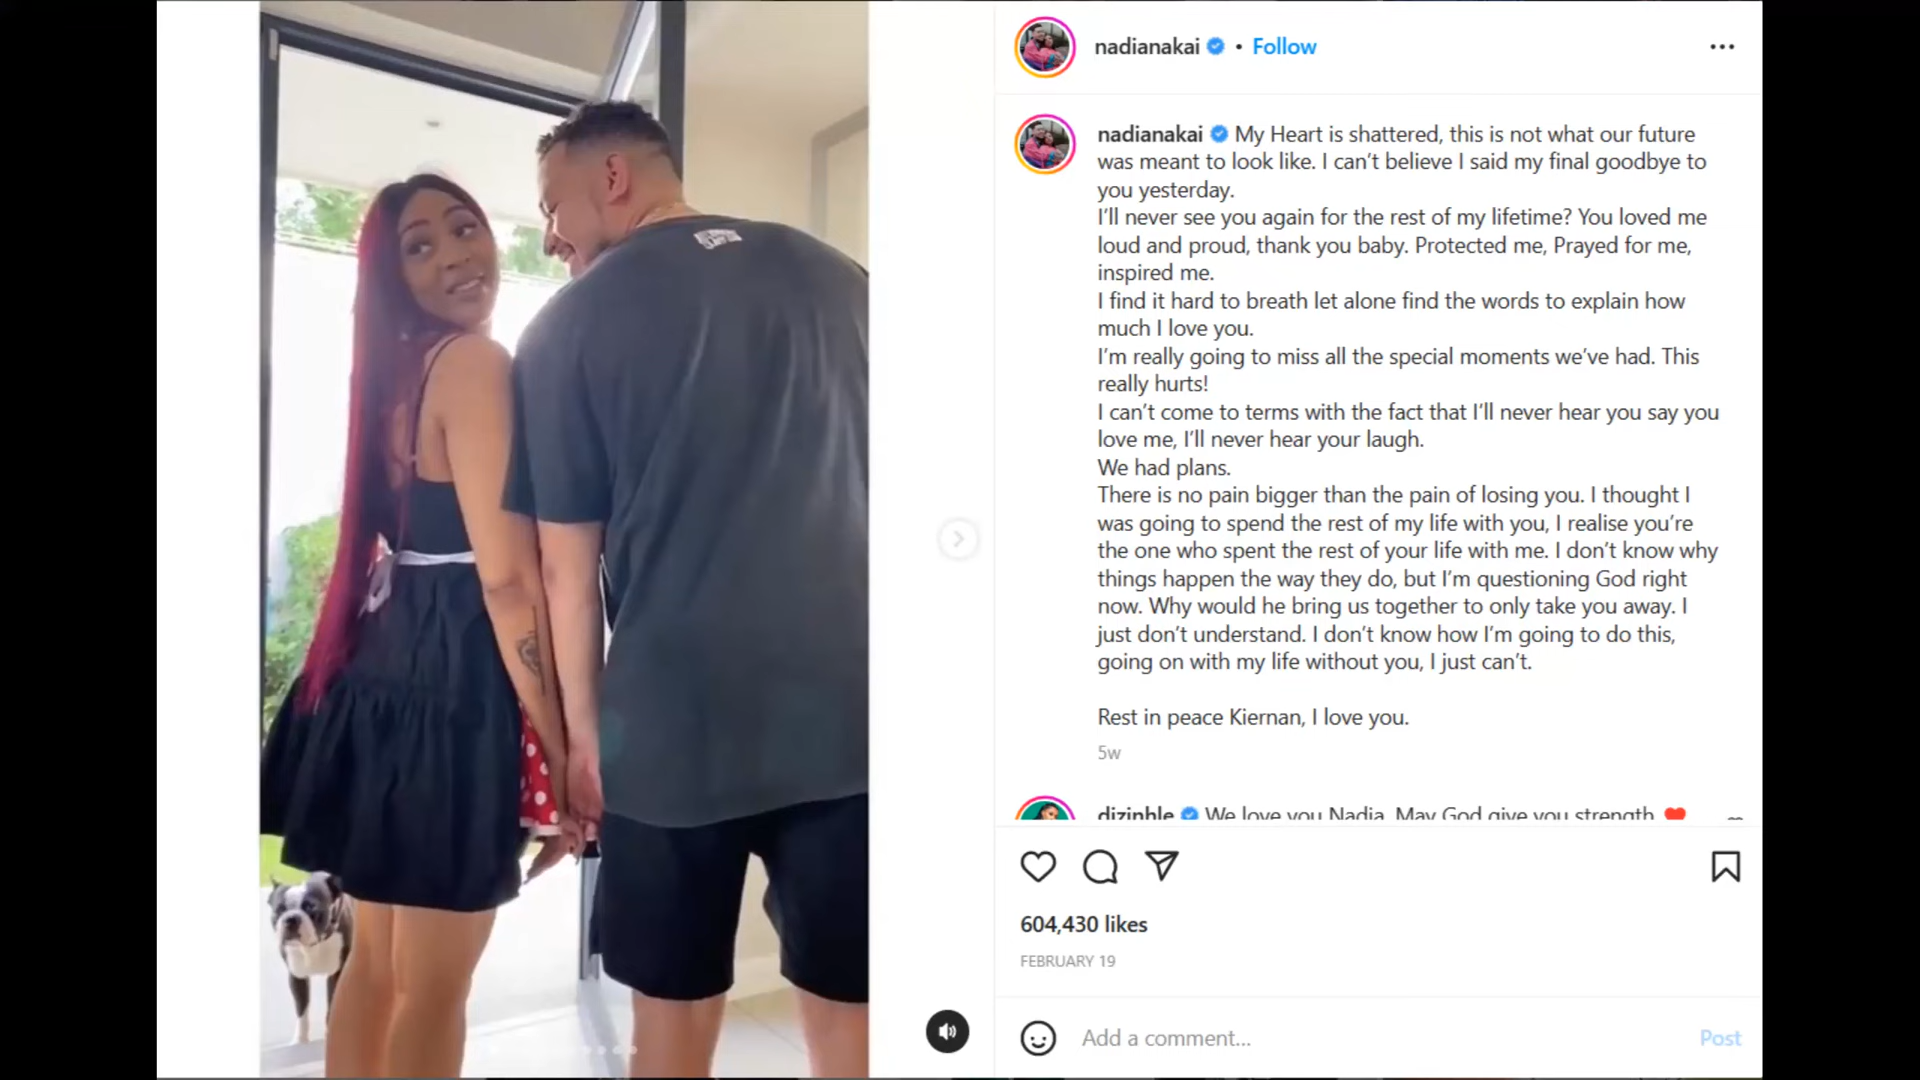 nadianakai • Follow
nadianakai My Heart is shattered, this is not what our future
was meant to look like. I can't believe I said my final goodbye to
you yesterday.
I'll never see you again for the rest of my lifetime? You loved me
loud and proud, thank you baby. Protected me, Prayed for me,
inspired me.
I find it hard to breath let alone find the words to explain how
much I love you.
I'm really going to miss all the special moments we've had. This
really hurts!
I can't come to terms with the fact that I'll never hear you say you
love me, I'll never hear your laugh.
We had plans.
There is no pain bigger than the pain of losing you. I thought I
was going to spend the rest of my life with you, I realise you're
the one who spent the rest of your life with me. I don't know why
things happen the way they do, but I'm questioning God right
now. Why would he bring us together to only take you away. I
just don't understand. I don't know how I'm going to do this,
going on with my life without you, I just can't.
Rest in peace Kiernan, I love you.
5w
dizinhle We love you Nadia. May God give you strength ❤️
604,430 likes
FEBRUARY 19
Add a comment...
Post